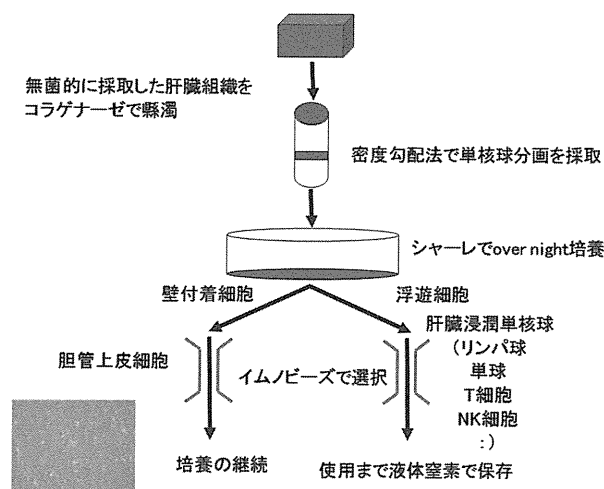 無菌的に採取した肝臓組織を
コラゲナーゼで懸濁
密度勾配法で単核球分画を採取
シャーレでover night培養
壁付着細胞
浮遊細胞
胆管上皮細胞
イムノビーズで選択
肝臓浸潤単核球
(リンパ球
単球
T細胞
NK細胞
:)
培養の継続
使用まで液体窒素で保存